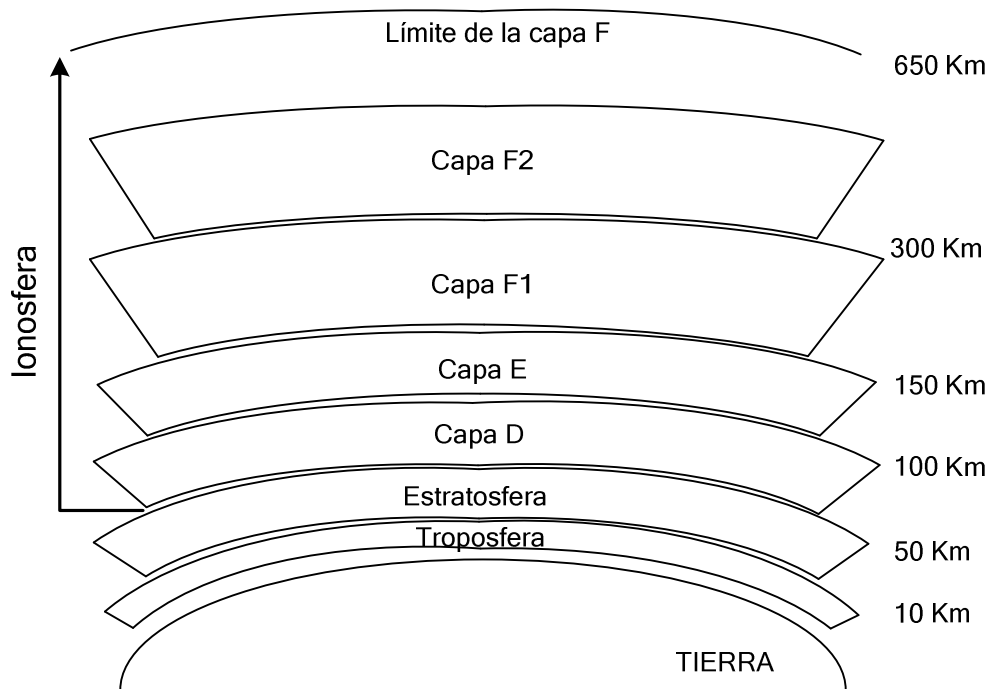 Límite de la capa F
650 Km
Capa F2
300 Km
Capa F1
Ionosfera
Capa E
150 Km
Capa D
100 Km
Estratosfera
Troposfera
50 Km
10 Km
TIERRA